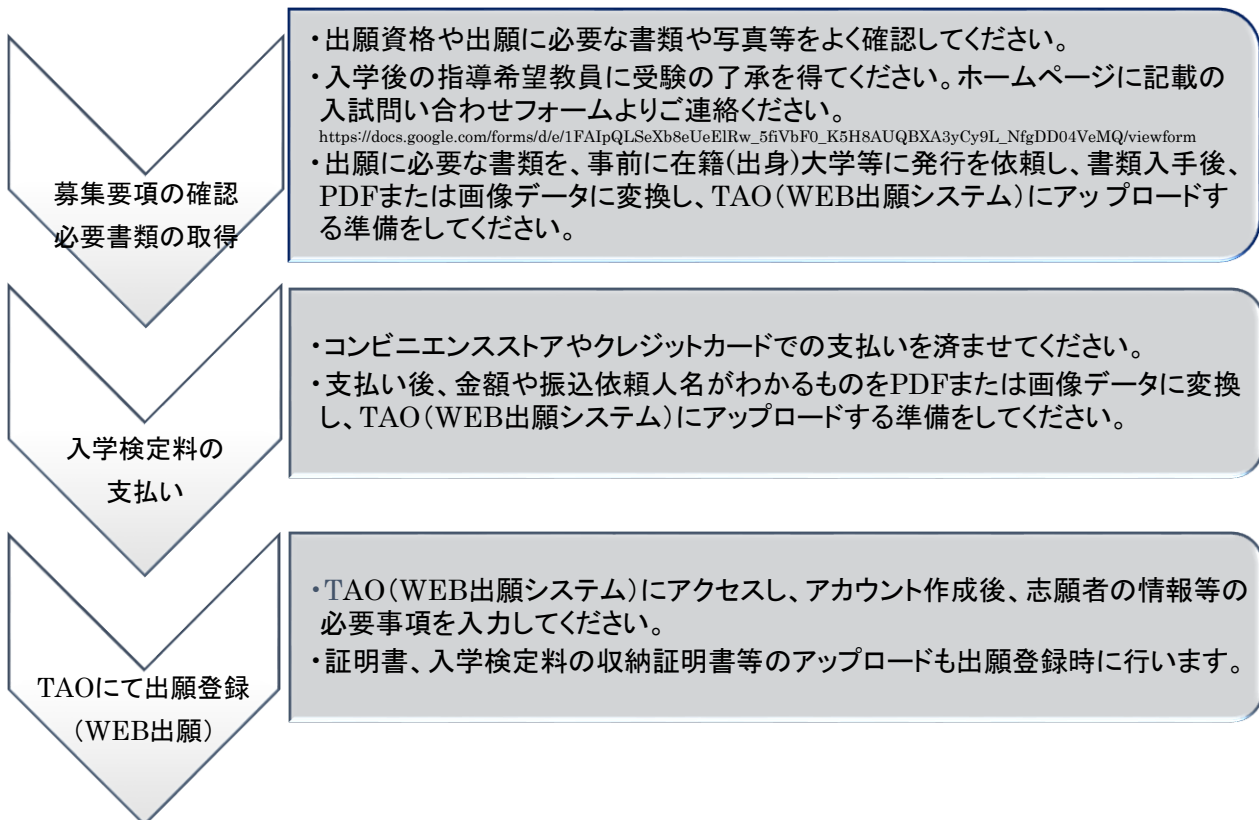 ・出願資格や出願に必要な書類や写真等をよく確認してください。
・入学後の指導希望教員に受験の了承を得てください。ホームページに記載の
入試問い合わせフォームよりご連絡ください。
https://docs.google.com/forms/d/e/1FAIpQLSeXb8eUeElRw_5fiVbF0_K5H8AUQBXA3yCy9L_NfgDD04VeMQ/viewform
・出願に必要な書類を、事前に在籍(出身)大学等に発行を依頼し、書類入手後、
PDFまたは画像データに変換し、TAO(WEB出願システム)にアップロードす
る準備をしてください。
募集要項の確認
必要書類の取得
・コンビニエンスストアやクレジットカードでの支払いを済ませてください。
・支払い後、金額や振込依頼人名がわかるものをPDFまたは画像データに変換
し、TAO(WEB出願システム)にアップロードする準備をしてください。
入学検定料の
支払い
・TAO(WEB出願システム)にアクセスし、アカウント作成後、志願者の情報等の
必要事項を入力してください。
・証明書、入学検定料の収納証明書等のアップロードも出願登録時に行います。
TAOにて出願登録
(WEB出願)